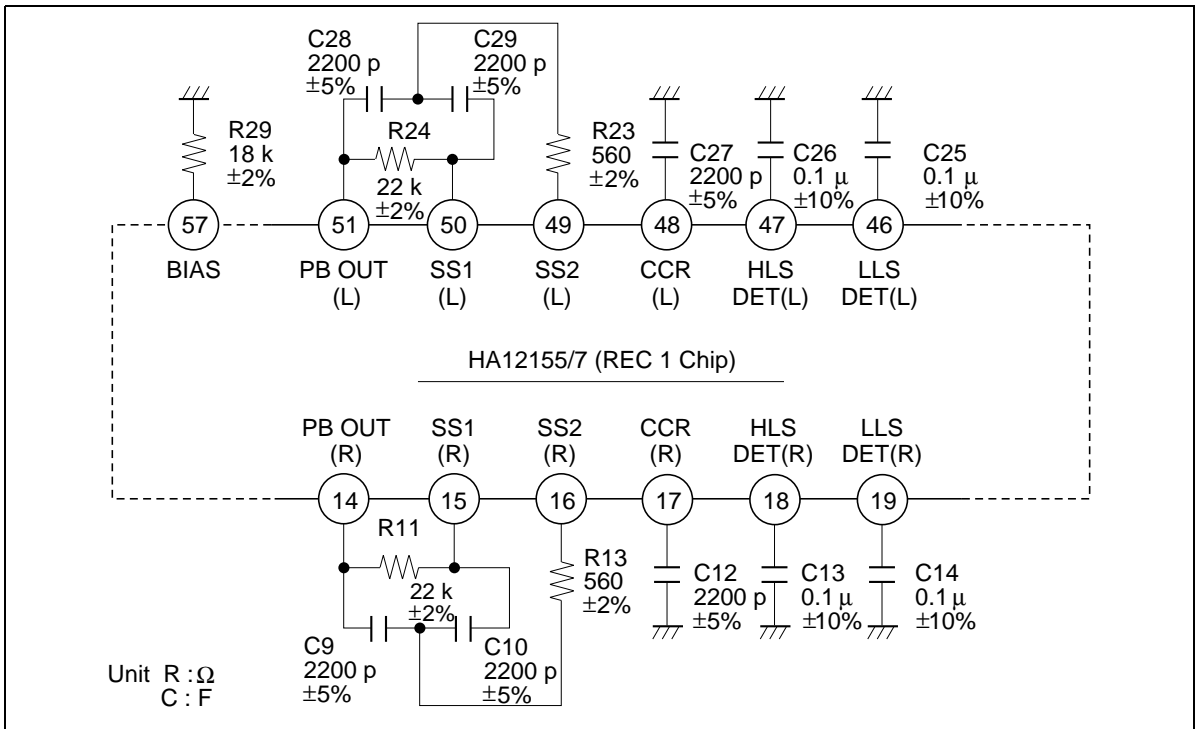 C28
2200 p
±5%
C29
2200 p
±5%
R29
18 k
±2%
R24
22 k
±2%
R23
560
±2%
C27
2200 p
±5%
C26
0.1 μ
±10%
C25
0.1 μ
±10%
57
51
50
49
48
47
46
BIAS
PB OUT
(L)
SS1
(L)
SS2
(L)
CCR
(L)
HLS
DET(L)
LLS
DET(L)
HA12155/7 (REC 1 Chip)
PB OUT
(R)
SS1
(R)
SS2
(R)
CCR
(R)
HLS
DET(R)
LLS
DET(R)
14
15
16
17
18
19
R11
22 k
±2%
R13
560
±2%
C12
2200 p
±5%
C13
0.1 μ
±10%
C14
0.1 μ
±10%
C9
2200 p
±5%
C10
2200 p
±5%
Unit R : Ω
C : F